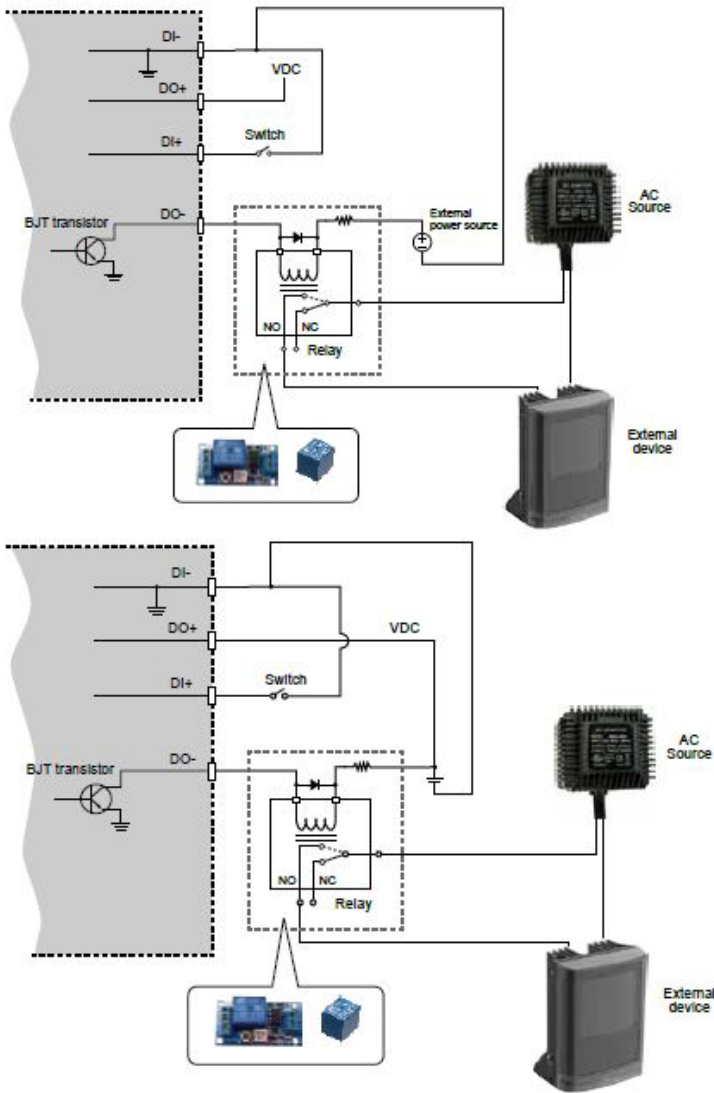 DI-
VDC
DO+
Switch
DI+
BJT transistor
DO-
External
power source
AC
Source
NO
NC
Relay
External
device
DI-
DO+
VDC
DI+
Switch
BJT transistor
DO-
AC
Source
NO
NC
Relay
External
device